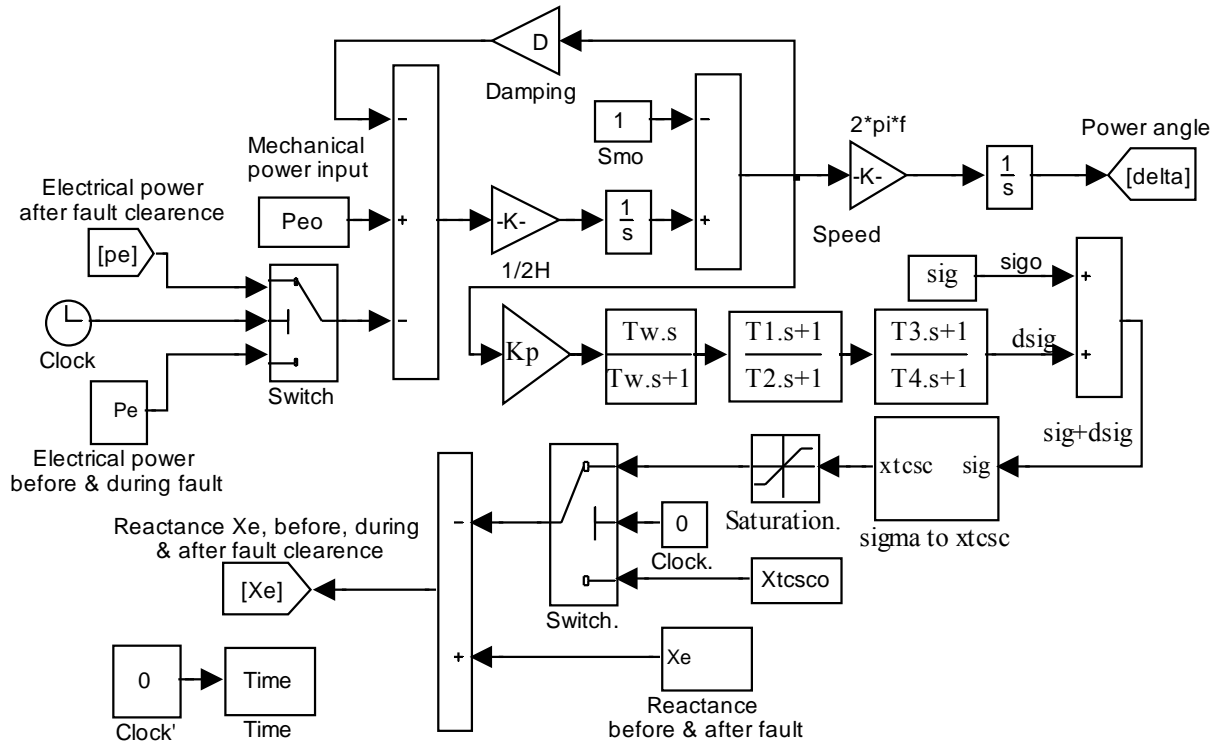 D
Damping
1
Smo
2*pi*f
-K-
Speed
1
s
Power angle
[delta]
Mechanical
power input
Peo
-
+
-
-K-
1/2H
1
s
-
+
Electrical power
after fault clearence
[pe]
Clock
Pe
Electrical power
before & during fault
Switch
Kp
Tw.s
Tw.s+1
T1.s+1
T2.s+1
T3.s+1
T4.s+1
sig
sigo
dsig
+
+
sig+dsig
xtcsc sig
sigma to xtcsc
Saturation.
0
Clock.
Xtcsco
Switch.
-
+
Reactance Xe, before, during
& after fault clearence
[Xe]
Xe
Reactance
before & after fault
0
Clock'
Time
Time